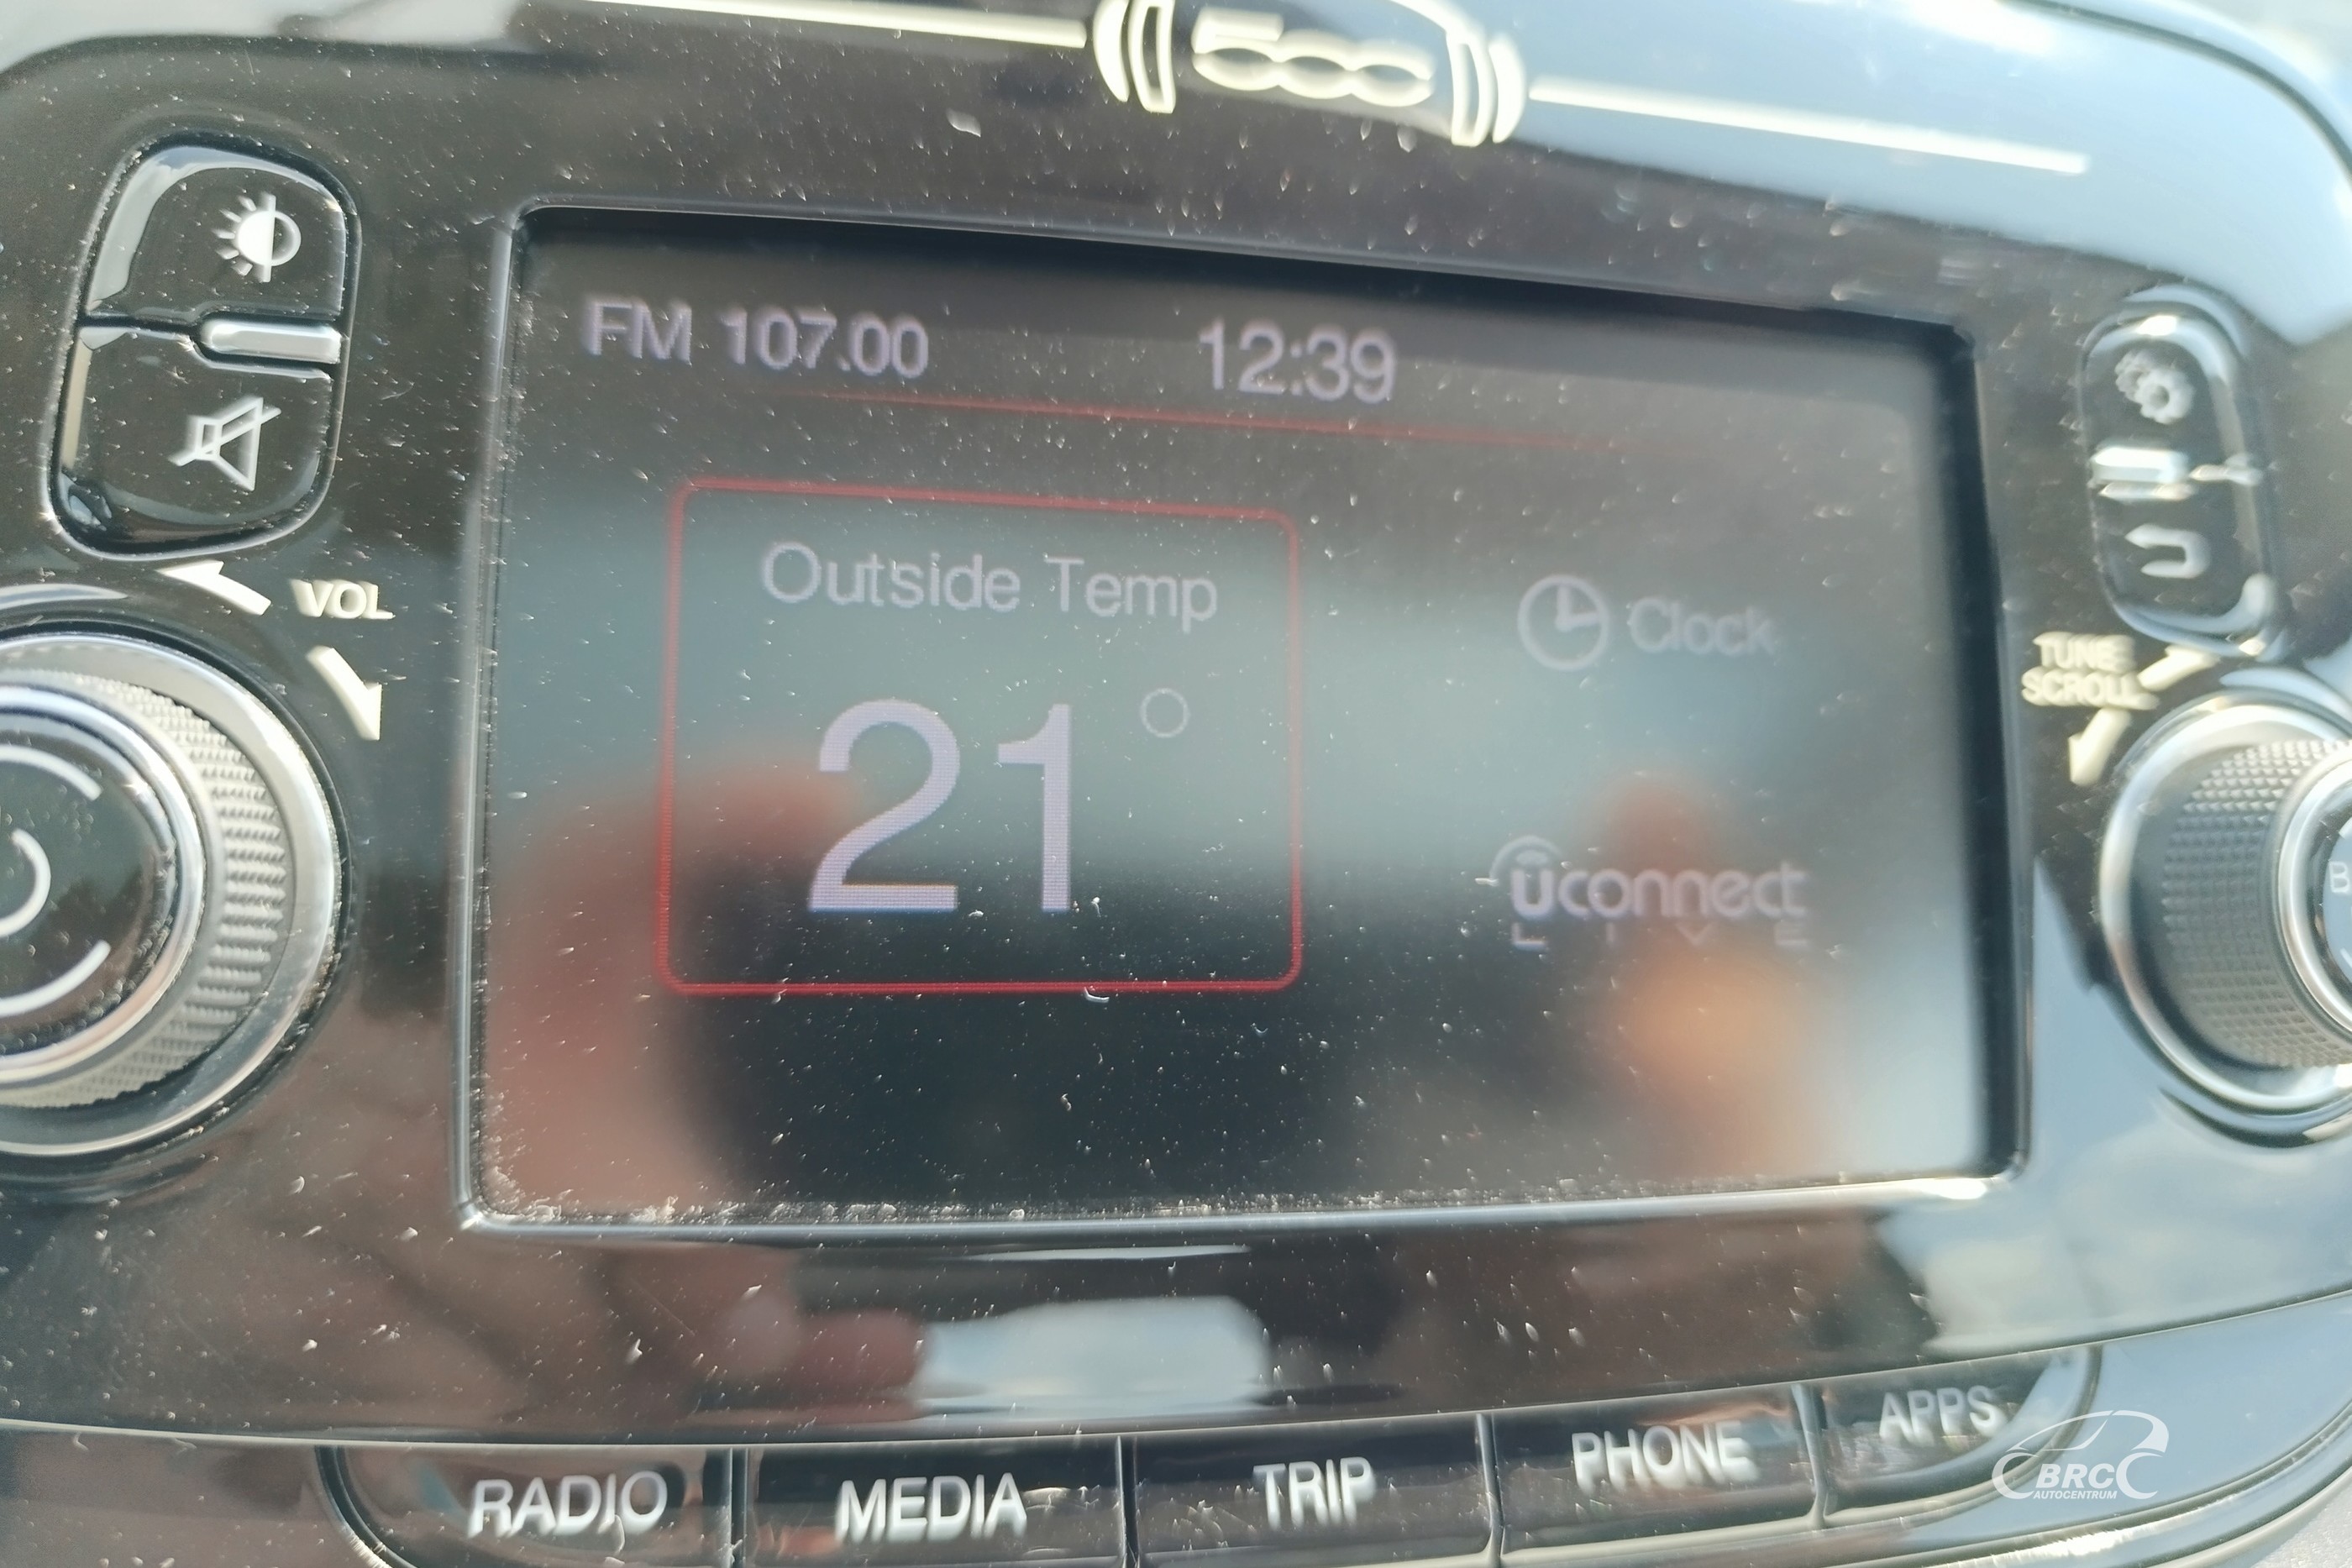 500
FM 107.00 12:39
Outside Temp
21°
Clock
uconnect
LIVE
VOL
TUNE
SCROLL
RADIO MEDIA TRIP PHONE APPS
BRC
AUTOCENTRUM